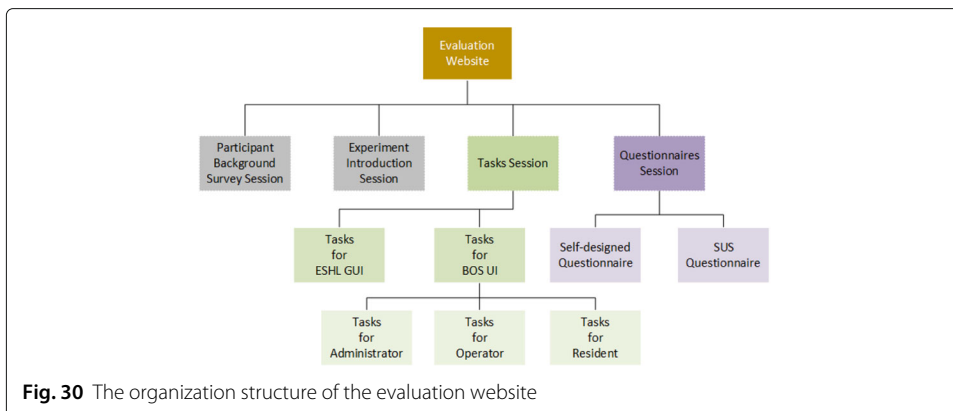 Evaluation
Website
Participant
Background
Survey Session
Experiment
Introduction
Session
Tasks Session
Questionnaires
Session
Tasks
for
ESHL GUI
Tasks
for
BOS UI
Self-designed
Questionnaire
SUS
Questionnaire
Tasks
for
Administrator
Tasks
for
Operator
Tasks
for
Resident
Fig. 30 The organization structure of the evaluation website